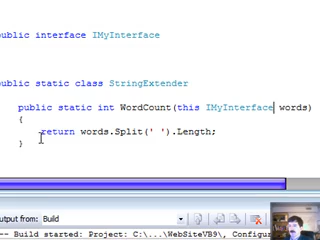 public interface IMyInterface
public static class StringExtender
public static int WordCount(this IMyInterface words)
{
return words.Split(' ').Length;
}
Output from: Build
-- Build started: Project: C:\...\WebSiteVB9\, Configu